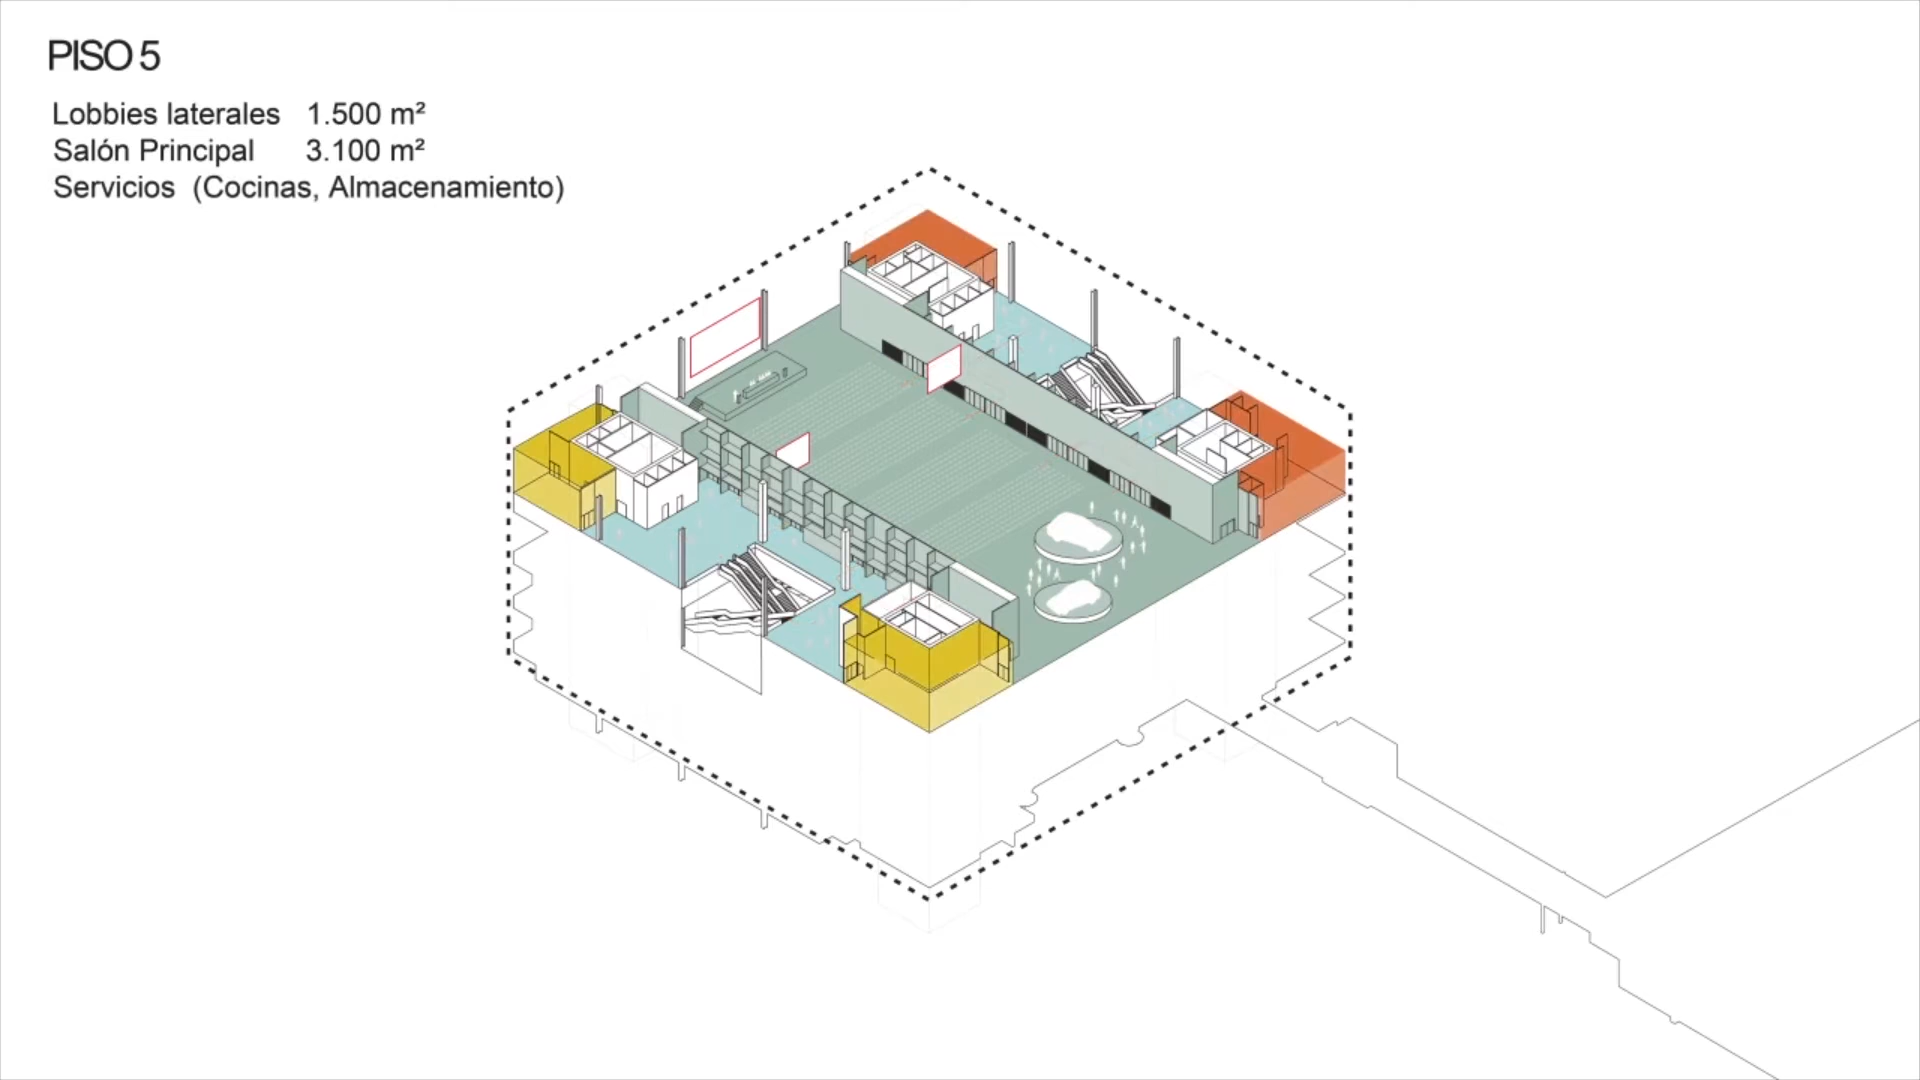 PISO 5
Lobbies laterales 1.500 m²
Salón Principal 3.100 m²
Servicios (Cocinas, Almacenamiento)